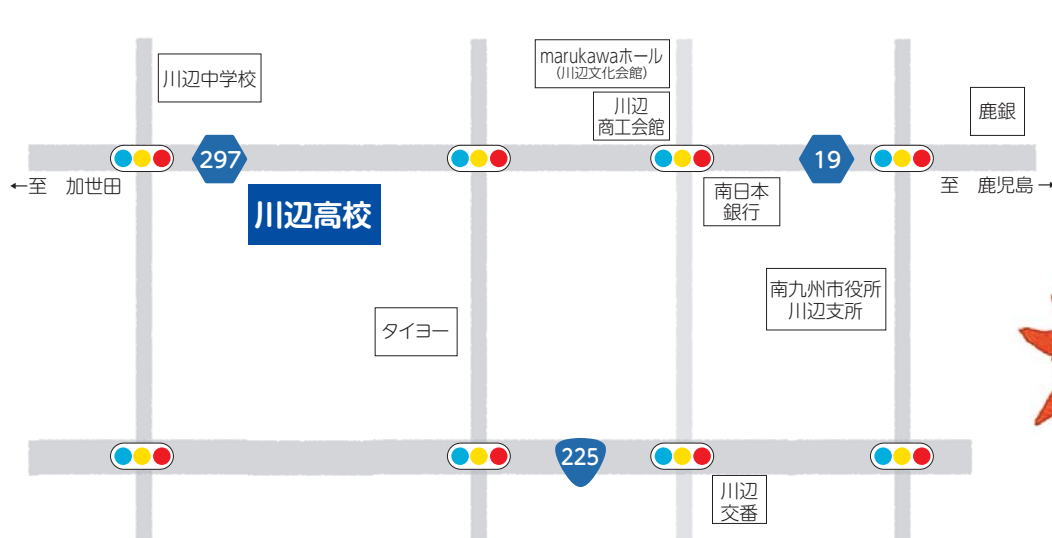 川辺中学校
marukawaホール
(川辺文化会館)
川辺
商工会館
鹿銀
297
19
←至 加世田
至 鹿児島→
川辺高校
南日本
銀行
南九州市役所
川辺支所
タイヨー
225
川辺
交番